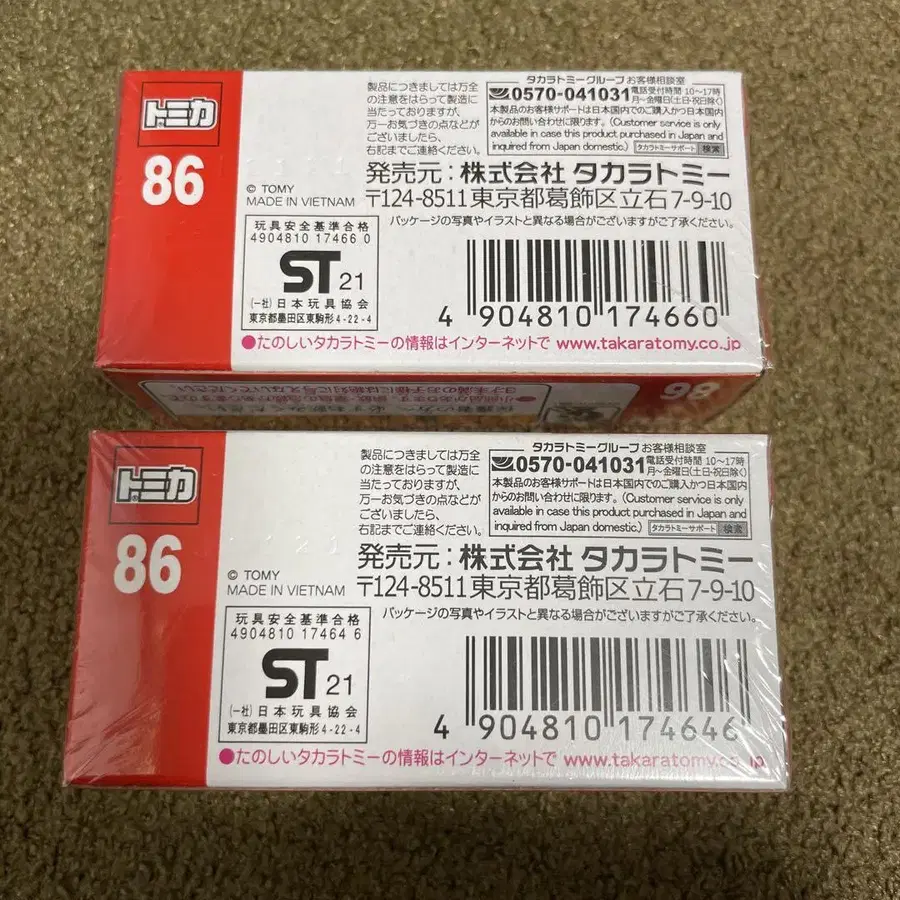 トミカ
86
© TOMY
MADE IN VIETNAM
玩具安全基準合格
4904810 17466 0
ST 21
(一社)日本玩具協会
東京都墨田区東駒形4-22-4
製品につきましては万全
の注意をはらって製造に
当たっておりますが、
万一お気づきの点などが
ございましたら、
右記までご連絡ください。
タカラトミーグループ お客様相談室
0570-041031 電話受付時間 10〜17時
月〜金曜日(土・日・祝日除く)
本製品のお客様サポートは日本国内でのご購入かつ日本国内
からのお問い合わせに限ります。(Customer service is only
available in case this product purchased in Japan and
inquired from Japan domestic.) タカラトミーサポート 検索
発売元:株式会社 タカラトミー
〒124-8511 東京都葛飾区立石 7-9-10
パッケージの写真やイラストと異なる場合がございますがご了承ください。
4 904810 174660
●たのしいタカラトミーの情報はインターネットで www.takaratomy.co.jp
86
トミカ
86
© TOMY
MADE IN VIETNAM
玩具安全基準合格
4904810 17464 6
ST 21
(一社)日本玩具協会
東京都墨田区東駒形4-22-4
製品につきましては万全
の注意をはらって製造に
当たっておりますが、
万一お気づきの点などが
ございましたら、
右記までご連絡ください。
タカラトミーグループ お客様相談室
0570-041031 電話受付時間 10〜17時
月〜金曜日(土・日・祝日除く)
本製品のお客様サポートは日本国内でのご購入かつ日本国内
からのお問い合わせに限ります。(Customer service is only
available in case this product purchased in Japan and
inquired from Japan domestic.) タカラトミーサポート 検索
発売元:株式会社 タカラトミー
〒124-8511 東京都葛飾区立石 7-9-10
パッケージの写真やイラストと異なる場合がございますがご了承ください。
4 904810 174646
●たのしいタカラトミーの情報はインターネットで www.takaratomy.co.jp